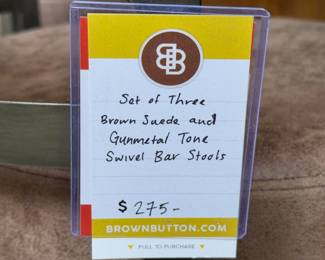 BB
Set of Three
Brown Suede and
Gunmetal Tone
Swivel Bar Stools
$ 275-
BROWNBUTTON.COM
PULL TO PURCHASE